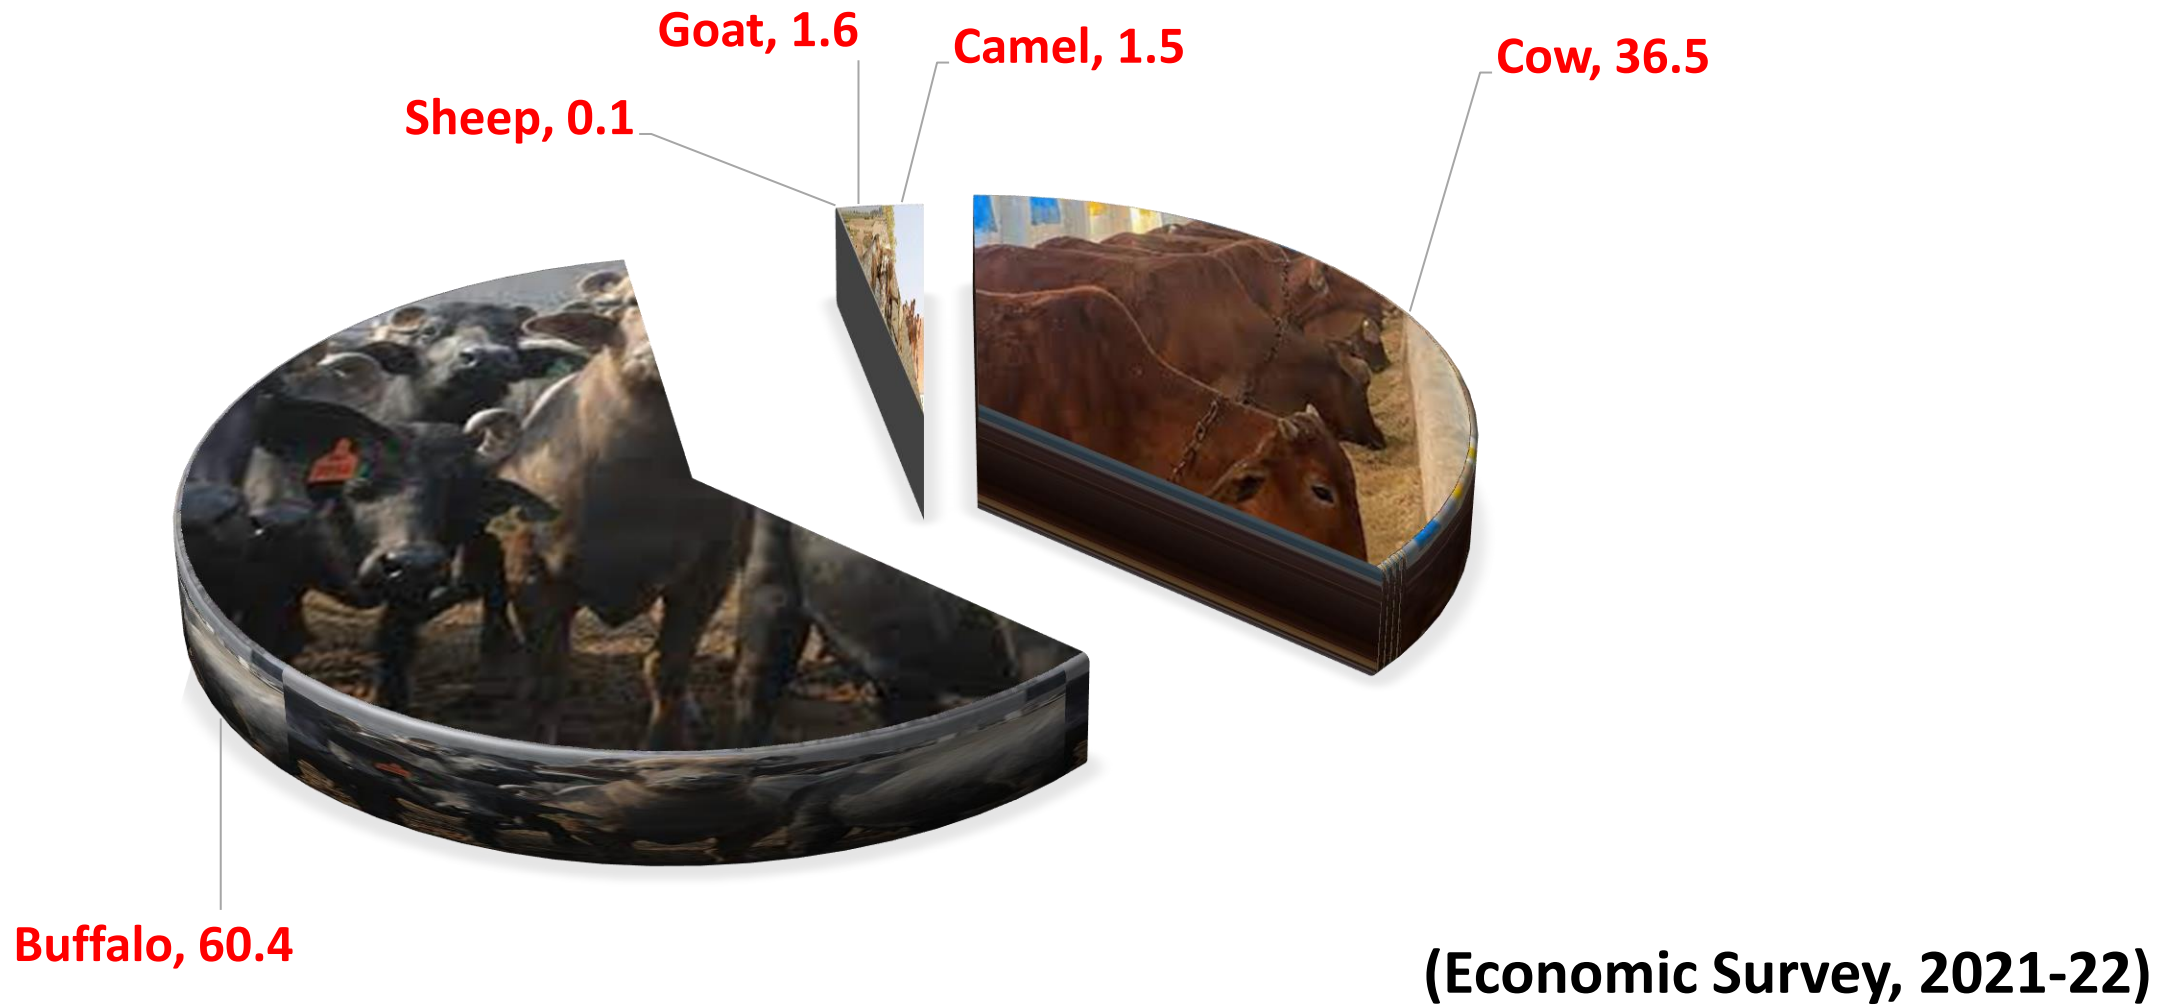 Goat, 1.6
Camel, 1.5
Cow, 36.5
Sheep, 0.1
Buffalo, 60.4
(Economic Survey, 2021-22)